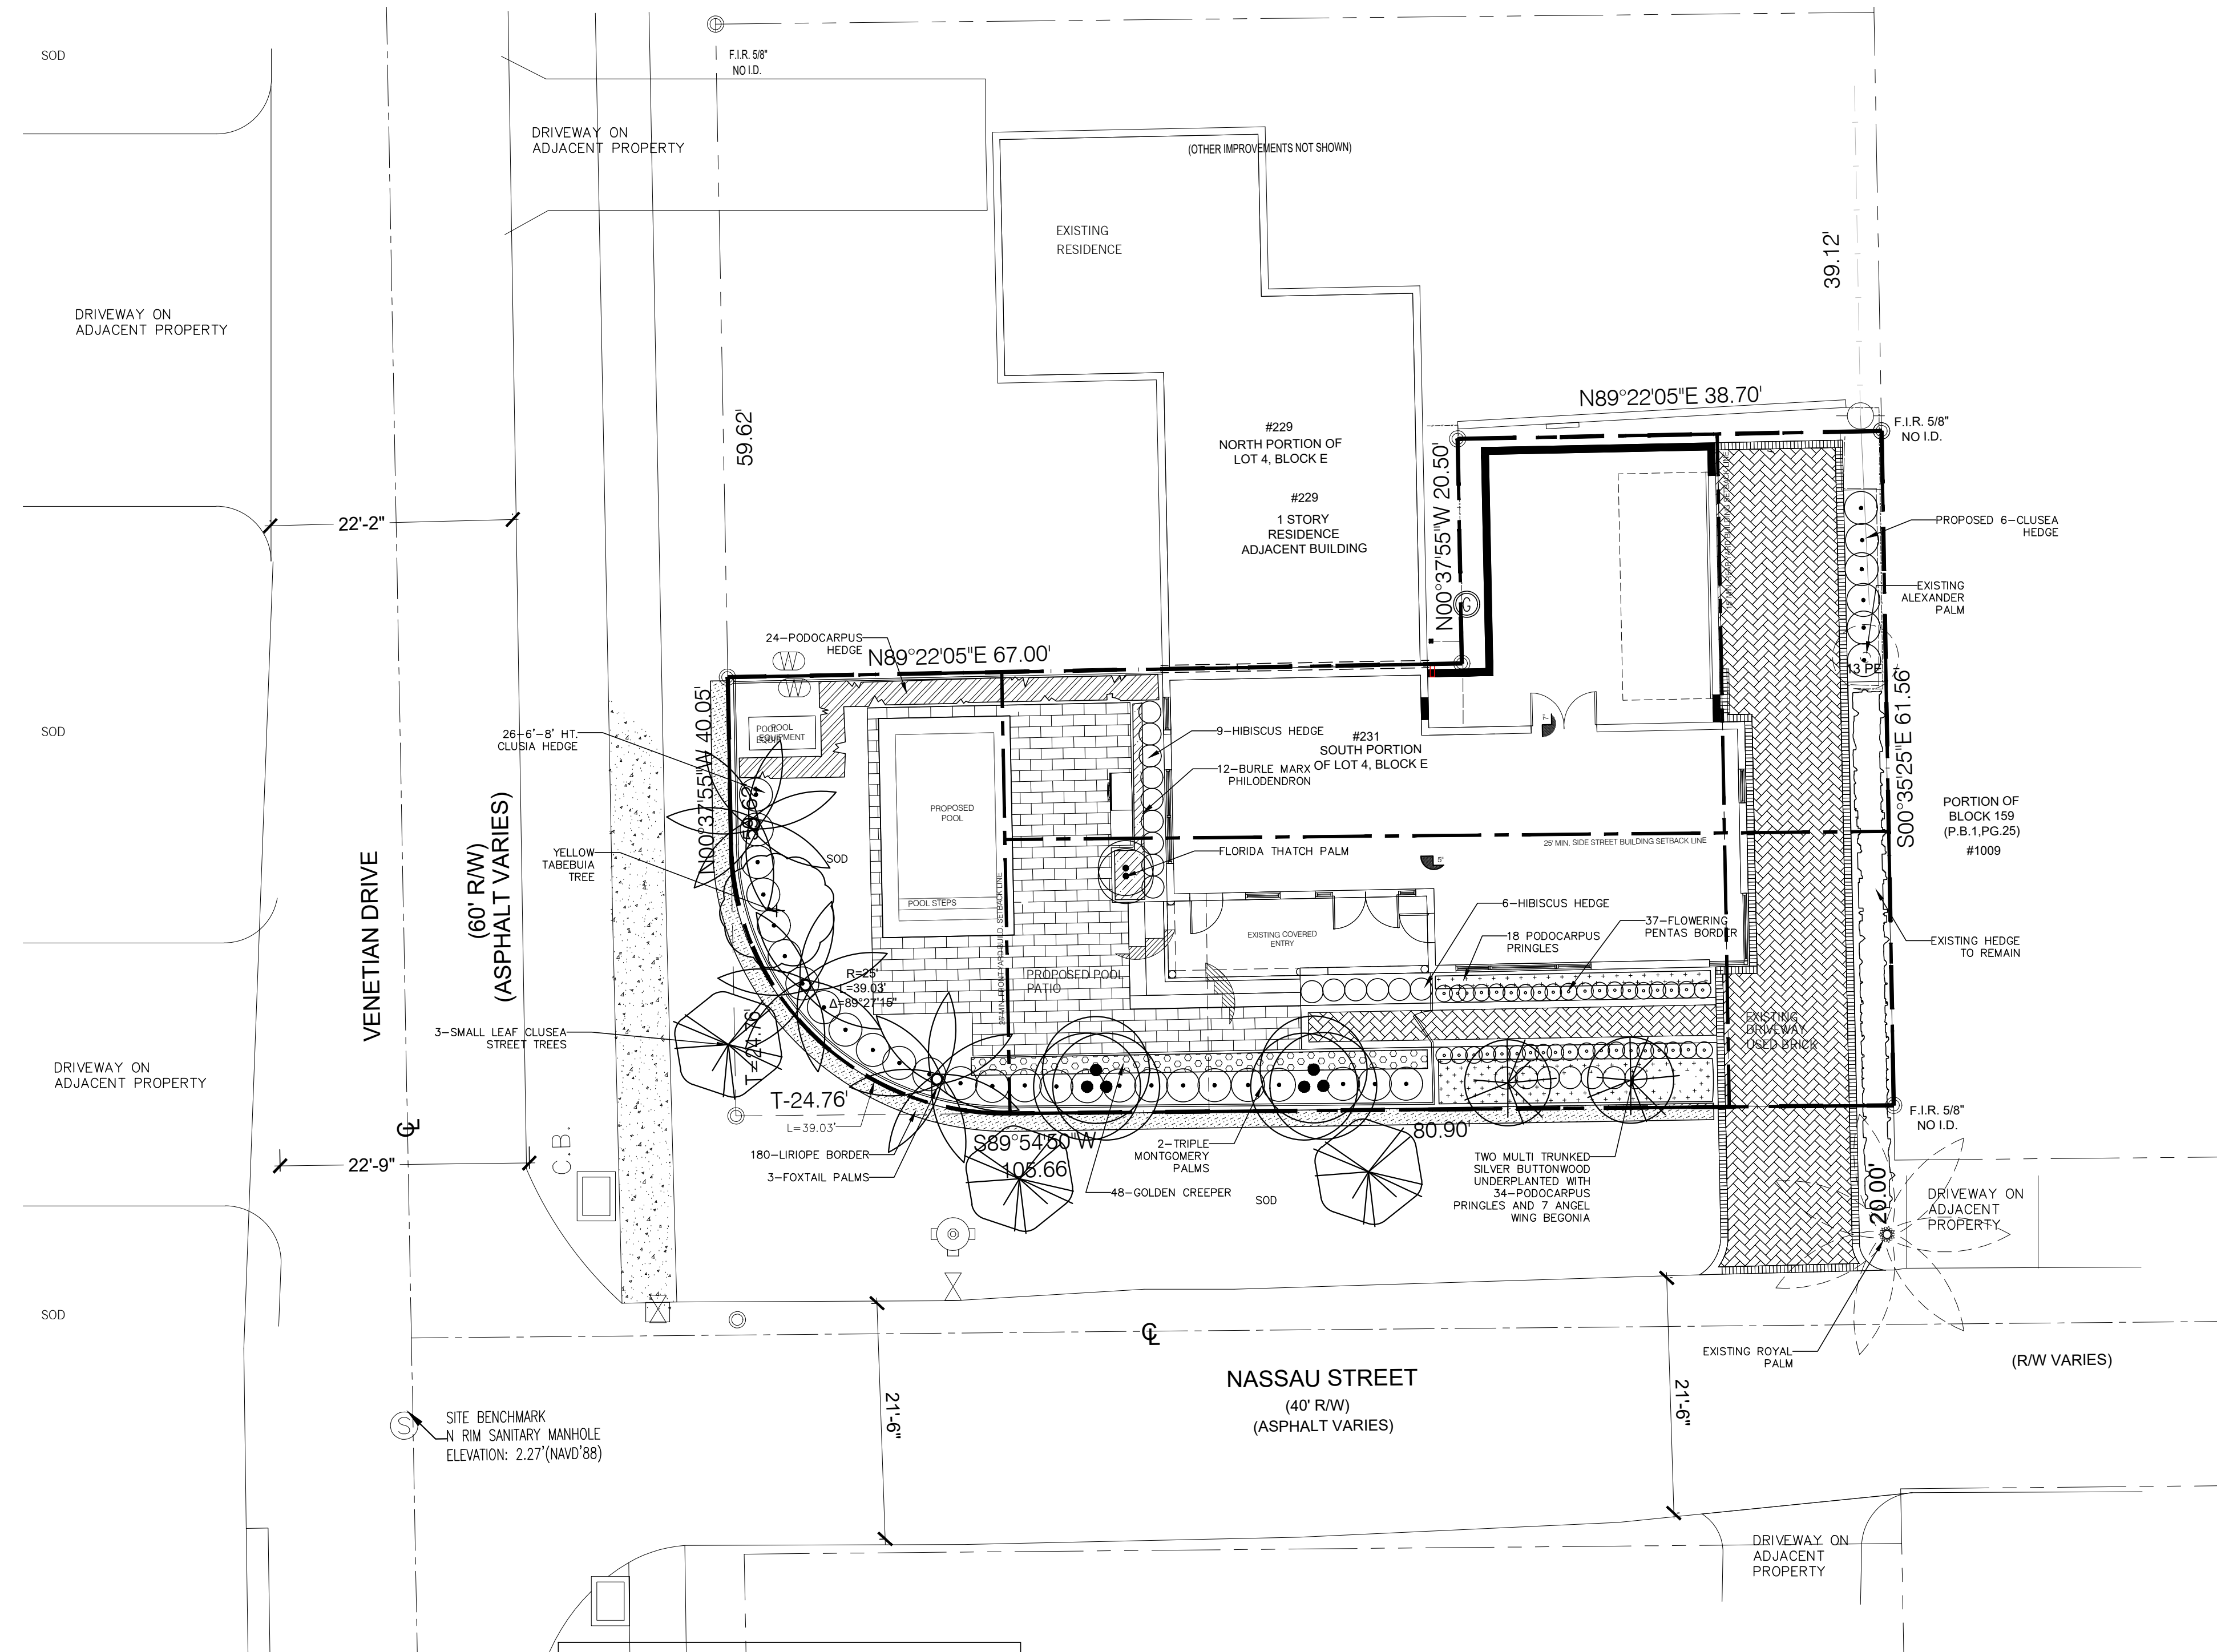 SOD
F.I.R. 5/8"
NO I.D.
DRIVEWAY ON
ADJACENT PROPERTY
(OTHER IMPROVEMENTS NOT SHOWN)
EXISTING
RESIDENCE
39.12'
DRIVEWAY ON
ADJACENT PROPERTY
59.62'
N89°22'05"E 38.70'
#229
NORTH PORTION OF
LOT 4, BLOCK E
F.I.R. 5/8"
NO I.D.
N00°37'55"W 20.50'
#229
1 STORY
RESIDENCE
ADJACENT BUILDING
22'-2"
PROPOSED 6-CLUSEA
HEDGE
EXISTING
ALEXANDER
PALM
24-PODOCARPUS
HEDGE
N89°22'05"E 67.00'
W
W
G
13 PE
S00°35'25"E 61.56'
SOD
26-6'-8' HT.
CLUSIA HEDGE
N00°37'55"W 40.05'
59.62'
POOL
EQUIP
POOL
EQUIPMENT
9-HIBISCUS HEDGE
#231
SOUTH PORTION
OF LOT 4, BLOCK E
7'
12-BURLE MARX
PHILODENDRON
PROPOSED
POOL
PORTION OF
BLOCK 159
(P.B.1,PG.25)
#1009
25' MIN. SIDE STREET BUILDING SETBACK LINE
YELLOW
TABEBUIA
TREE
SOD
FLORIDA THATCH PALM
5'
VENETIAN DRIVE
(60' R/W)
(ASPHALT VARIES)
POOL STEPS
6-HIBISCUS HEDGE
37-FLOWERING
PENTAS BORDER
18 PODOCARPUS
PRINGLES
EXISTING COVERED
ENTRY
EXISTING HEDGE
TO REMAIN
R=25'
L=39.03'
Δ=89°27'15"
PROPOSED POOL
PATIO
EXISTING
DRIVEWAY
USED BRICK
3-SMALL LEAF CLUSEA
STREET TREES
T=24.76'
DRIVEWAY ON
ADJACENT PROPERTY
T-24.76'
L=39.03'
F.I.R. 5/8"
NO I.D.
S89°54'50"W
105.66
80.90'
180-LIRIOPE BORDER
3-FOXTAIL PALMS
2-TRIPLE
MONTGOMERY
PALMS
48-GOLDEN CREEPER
TWO MULTI TRUNKED
SILVER BUTTONWOOD
UNDERPLANTED WITH
34-PODOCARPUS
PRINGLES AND 7 ANGEL
WING BEGONIA
SOD
22'-9"
C.B.
20.00'
DRIVEWAY ON
ADJACENT
PROPERTY
SOD
EXISTING ROYAL
PALM
NASSAU STREET
(40' R/W)
(ASPHALT VARIES)
(R/W VARIES)
21'-6"
21'-6"
S
SITE BENCHMARK
N RIM SANITARY MANHOLE
ELEVATION: 2.27'(NAVD'88)
DRIVEWAY ON
ADJACENT
PROPERTY